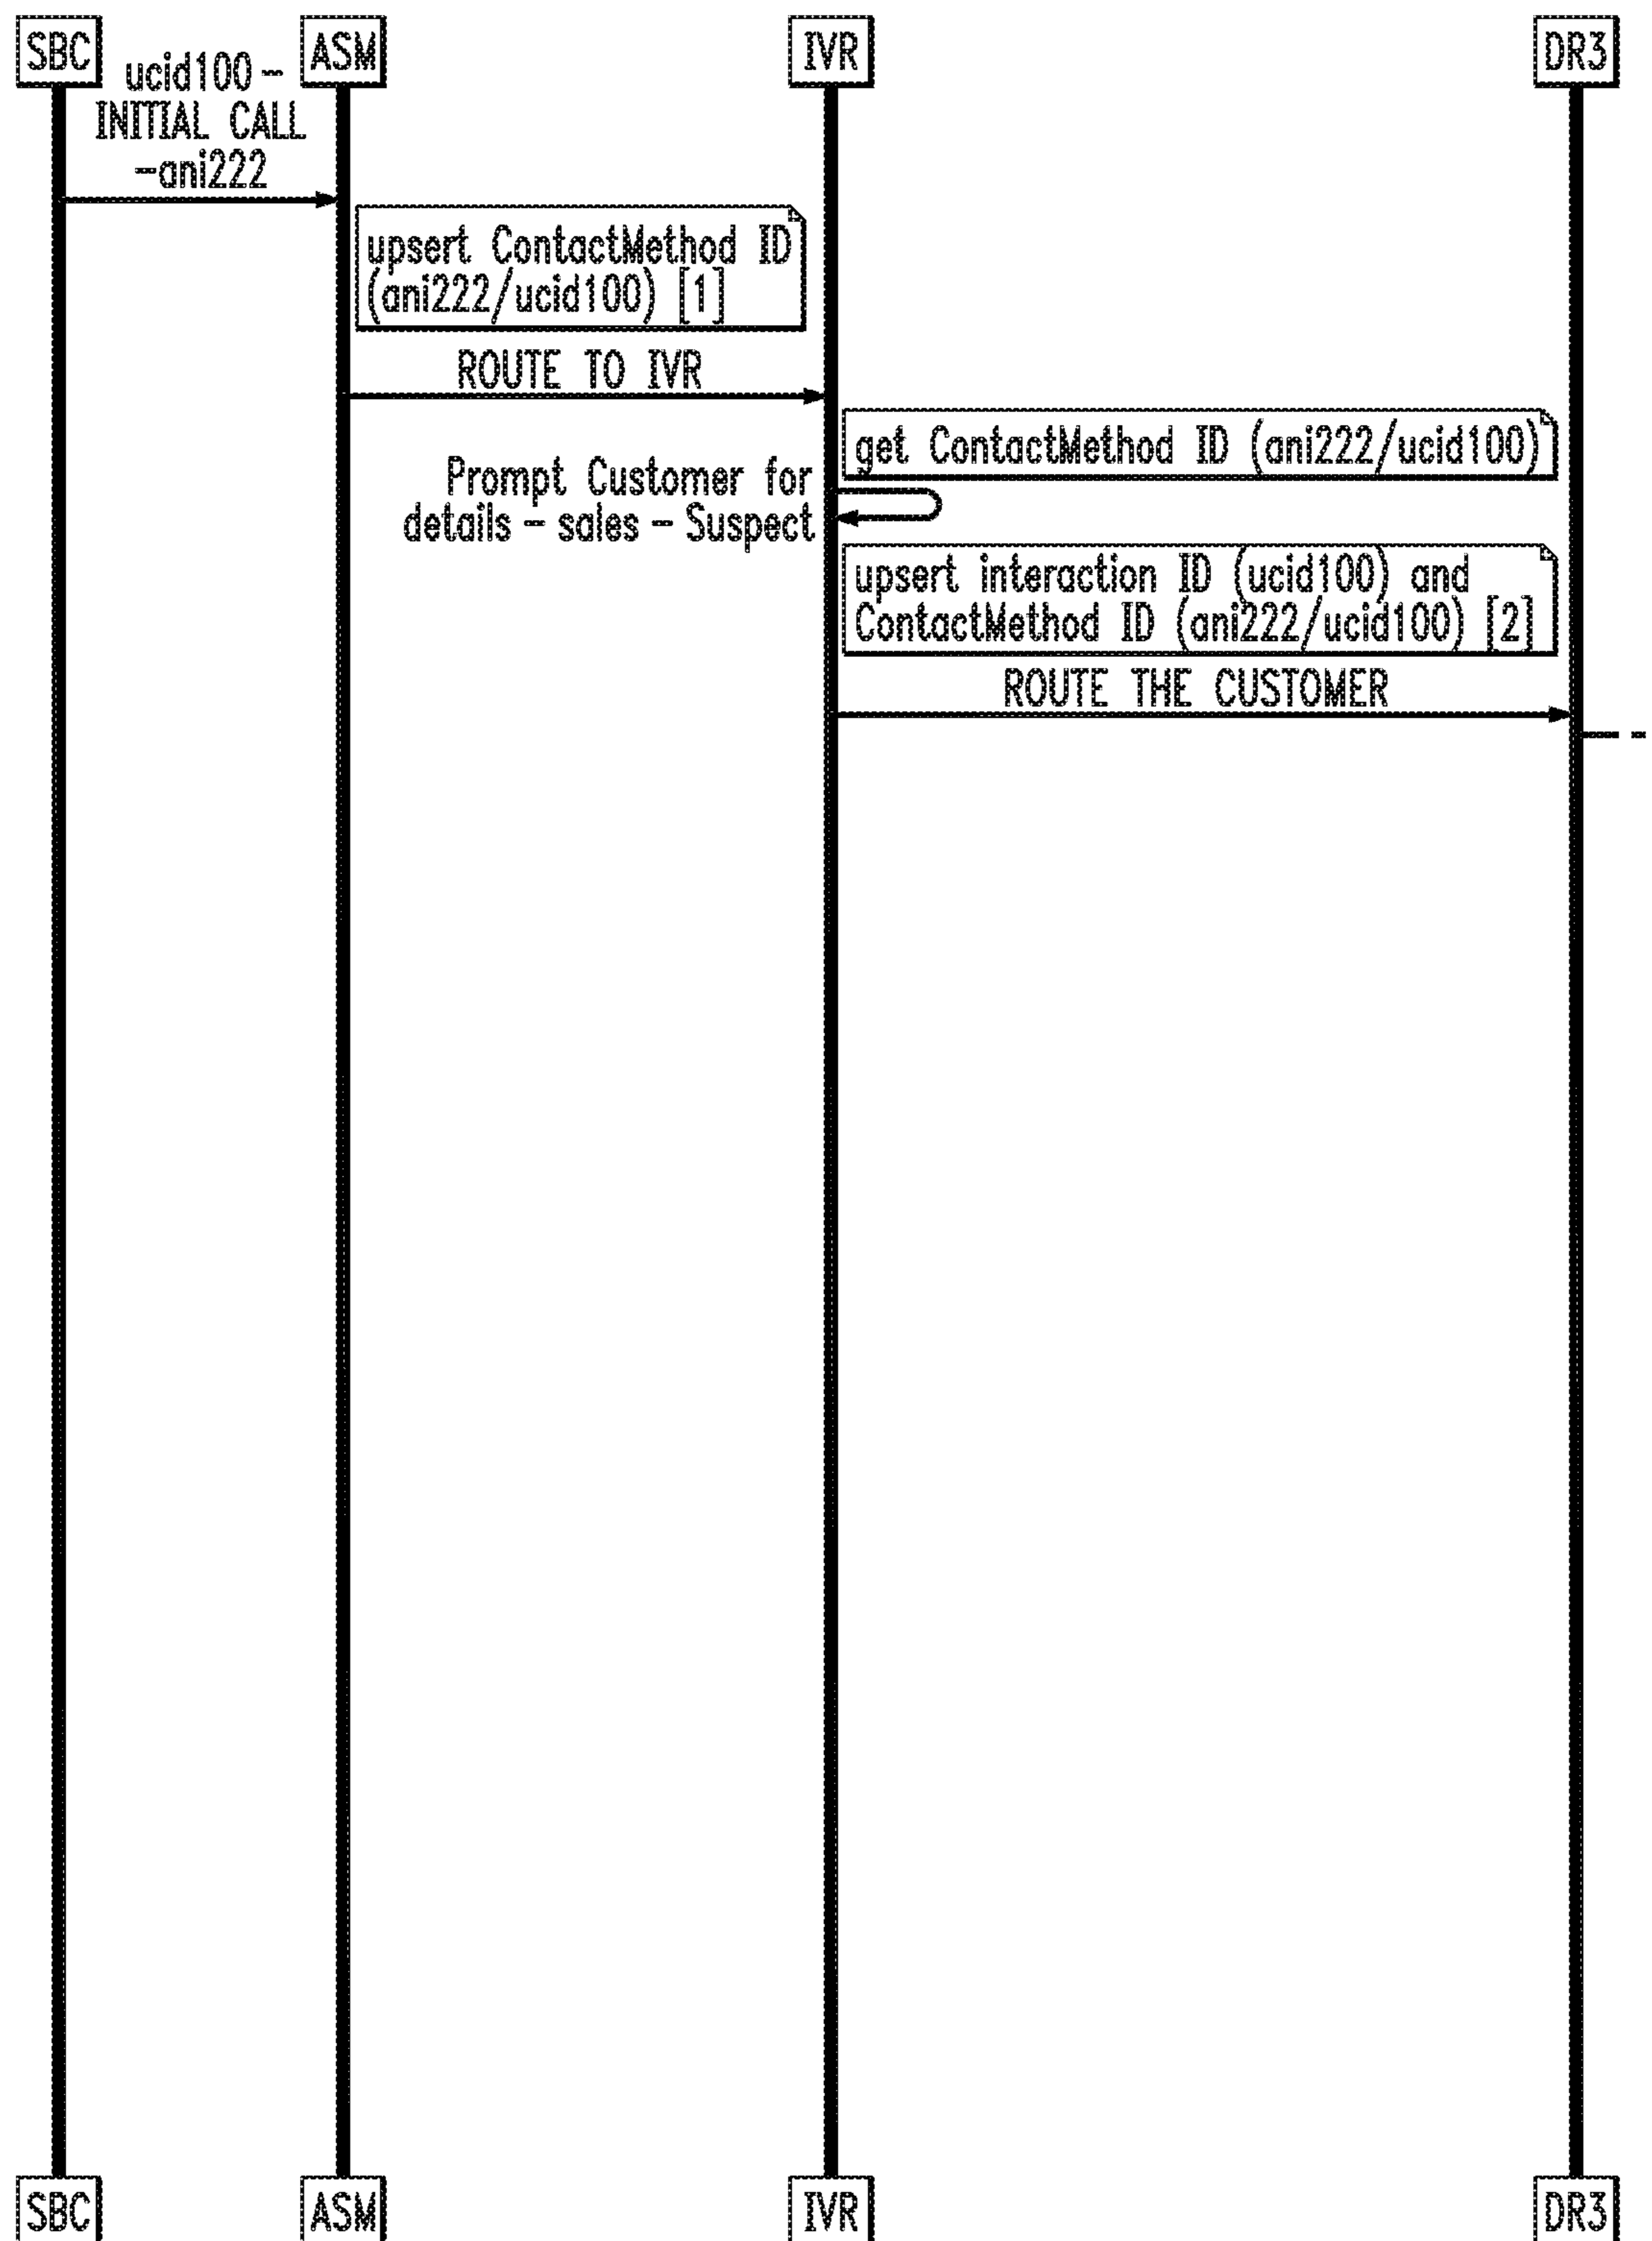 SBC
ASM
IVR
DR3
ucid100 -
INITIAL CALL
-ani222
upsert ContactMethod ID
(ani222/ucid100) [1]
ROUTE TO IVR
get ContactMethod ID (ani222/ucid100)
Prompt Customer for
details - sales - Suspect
upsert interaction ID (ucid100) and
ContactMethod ID (ani222/ucid100) [2]
ROUTE THE CUSTOMER
SBC
ASM
IVR
DR3